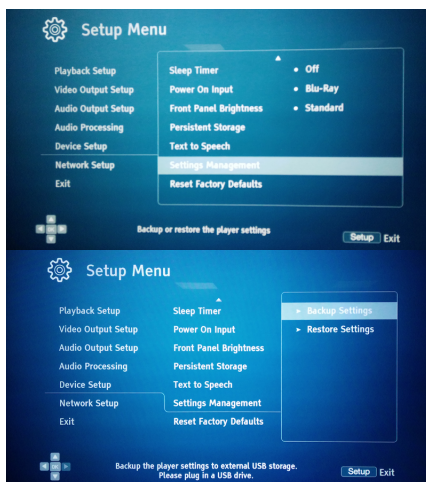 Setup Menu
Playback Setup
Sleep Timer
Off
Video Output Setup
Power On Input
Blu-Ray
Audio Output Setup
Front Panel Brightness
Standard
Audio Processing
Persistent Storage
Device Setup
Text to Speech
Network Setup
Settings Management
Exit
Reset Factory Defaults
Backup or restore the player settings
Setup Exit
Setup Menu
Playback Setup
Sleep Timer
Backup Settings
Video Output Setup
Power On Input
Restore Settings
Audio Output Setup
Front Panel Brightness
Audio Processing
Persistent Storage
Device Setup
Text to Speech
Network Setup
Settings Management
Exit
Reset Factory Defaults
Backup the player settings to external USB storage.
Please plug in a USB drive.
Setup Exit